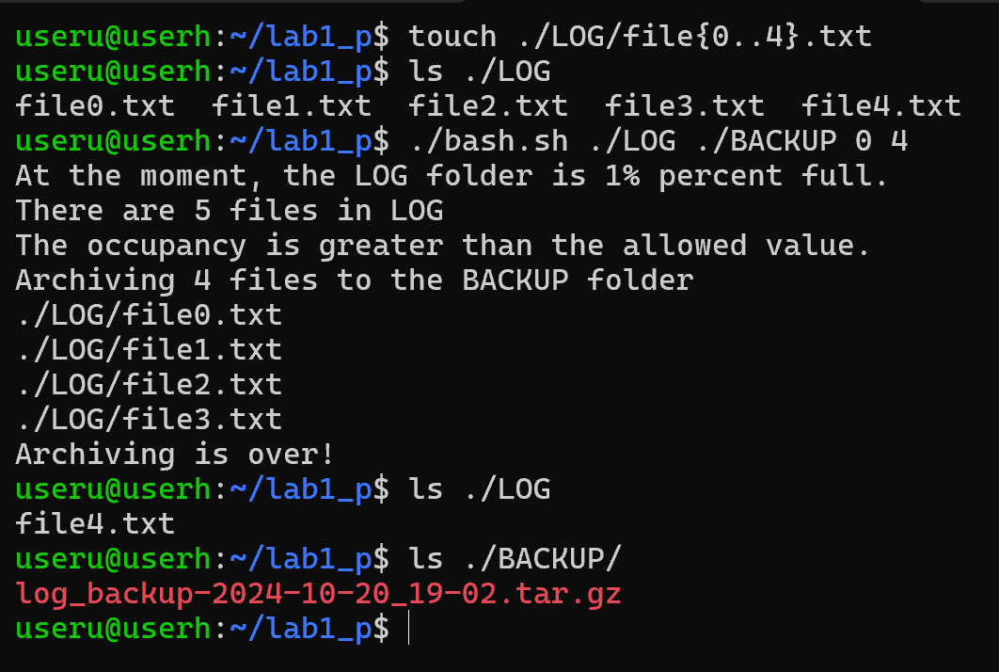 useru@userh:~/lab1_p$ touch ./LOG/file{0..4}.txt
useru@userh:~/lab1_p$ ls ./LOG
file0.txt  file1.txt  file2.txt  file3.txt  file4.txt
useru@userh:~/lab1_p$ ./bash.sh ./LOG ./BACKUP 0 4
At the moment, the LOG folder is 1% percent full.
There are 5 files in LOG
The occupancy is greater than the allowed value.
Archiving 4 files to the BACKUP folder
./LOG/file0.txt
./LOG/file1.txt
./LOG/file2.txt
./LOG/file3.txt
Archiving is over!
useru@userh:~/lab1_p$ ls ./LOG
file4.txt
useru@userh:~/lab1_p$ ls ./BACKUP/
log_backup-2024-10-20_19-02.tar.gz
useru@userh:~/lab1_p$